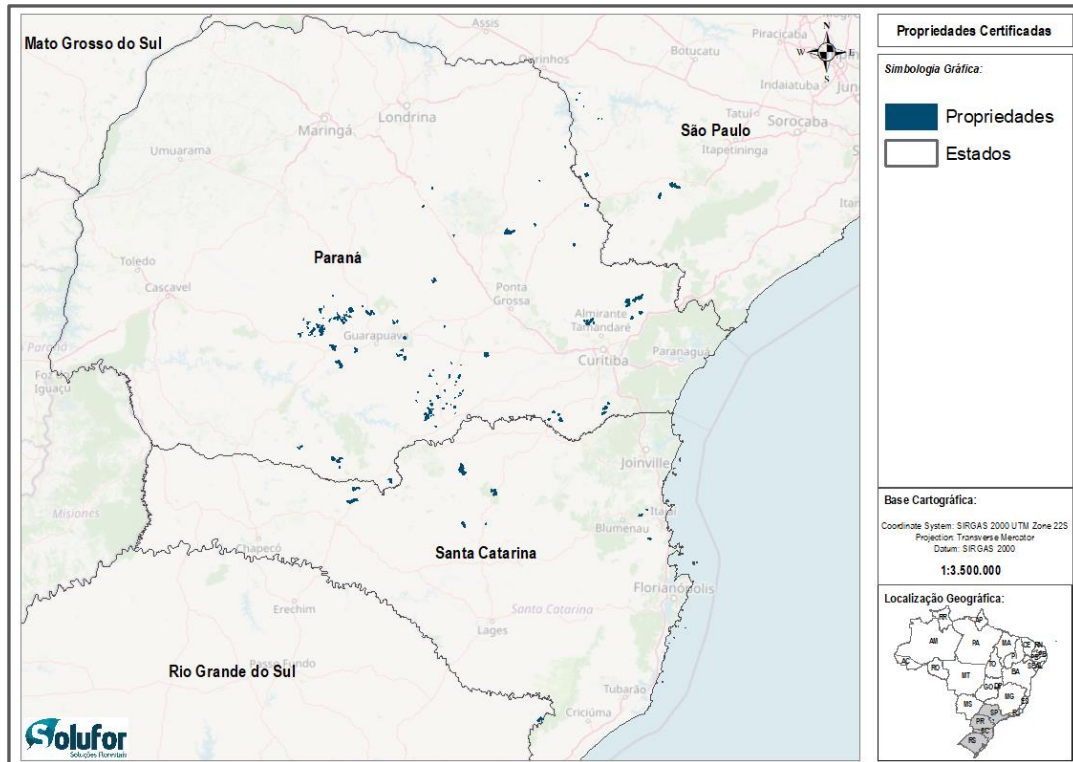 Mato Grosso do Sul
Assis
Ourinhos
Botucatu
Piracicaba
Indaiatuba
Londrina
Maringá
Umuarama
São Paulo
Tatuí
Sorocaba
Itapetininga
Paraná
Toledo
Cascavel
Ponta
Grossa
Almirante
Tamandaré
Guarapuava
Curitiba
Paranaguá
Foz do
Iguaçu
Joinville
Misiones
Itajaí
Blumenau
Chapecó
Santa Catarina
Florianópolis
Erechim
Santa Catarina
Lages
Passo Fundo
Rio Grande do Sul
Tubarão
Criciúma
Solufor
Soluções Florestais
N
W
E
S
Propriedades Certificadas
Simbologia Gráfica:
Propriedades
Estados
Base Cartográfica:
Coordinate System: SIRGAS 2000 UTM Zone 22S
Projection: Transverse Mercator
Datum: SIRGAS 2000
1:3.500.000
Localização Geográfica:
RR
AP
AM
PA
MA
CE
RN
PI
AC
RO
TO
BA
MT
GO
DF
MG
ES
MS
SP
RJ
PR
SC
RS